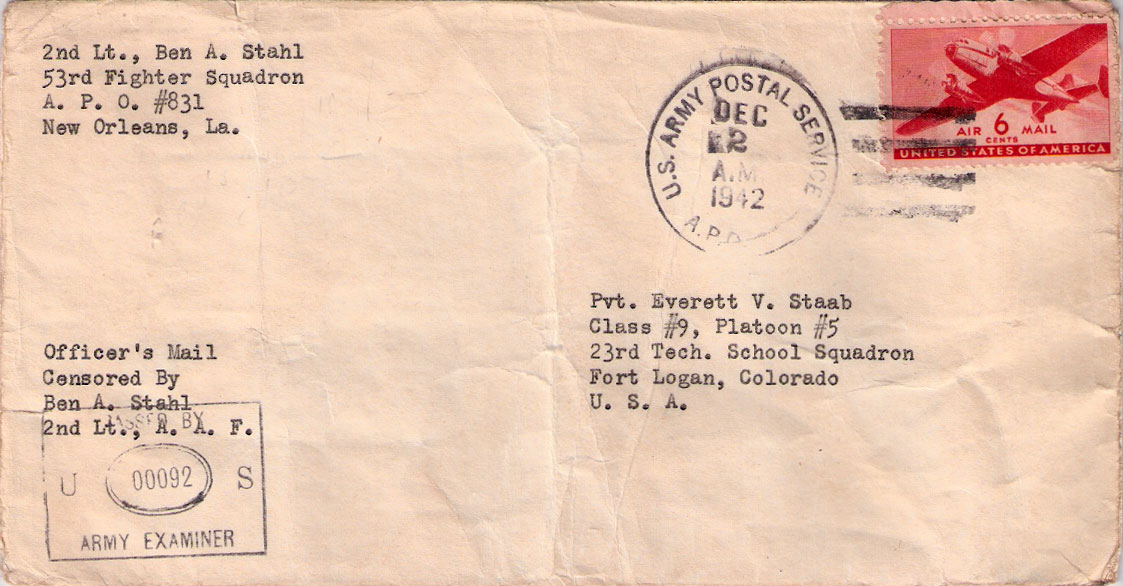 2nd Lt., Ben A. Stahl
53rd Fighter Squadron
A. P. O. #831
New Orleans, La.
U.S. ARMY POSTAL SERVICE
DEC
2
A.M
1942
A.P.O.
AIR 6 MAIL
CENTS
UNITED STATES OF AMERICA
Pvt. Everett V. Staab
Class #9, Platoon #5
23rd Tech. School Squadron
Fort Logan, Colorado
U. S. A.
Officer's Mail
Censored By
Ben A. Stahl
2nd Lt., A. A. F.
PASSED BY
U 00092 S
ARMY EXAMINER